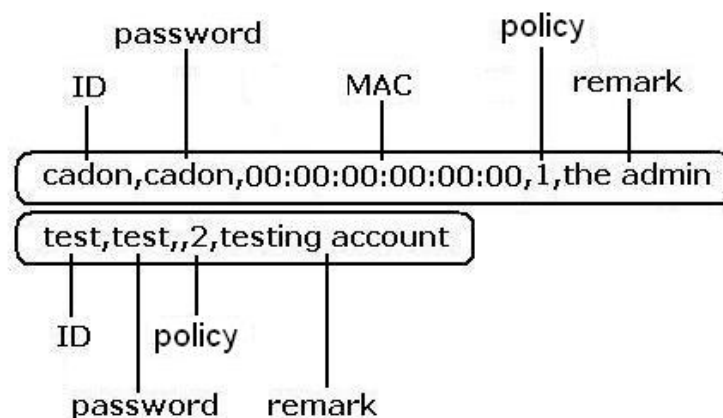 password policy
ID MAC remark
cadon,cadon,00:00:00:00:00:00,1,the admin
test,test,,2,testing account
ID policy
password remark